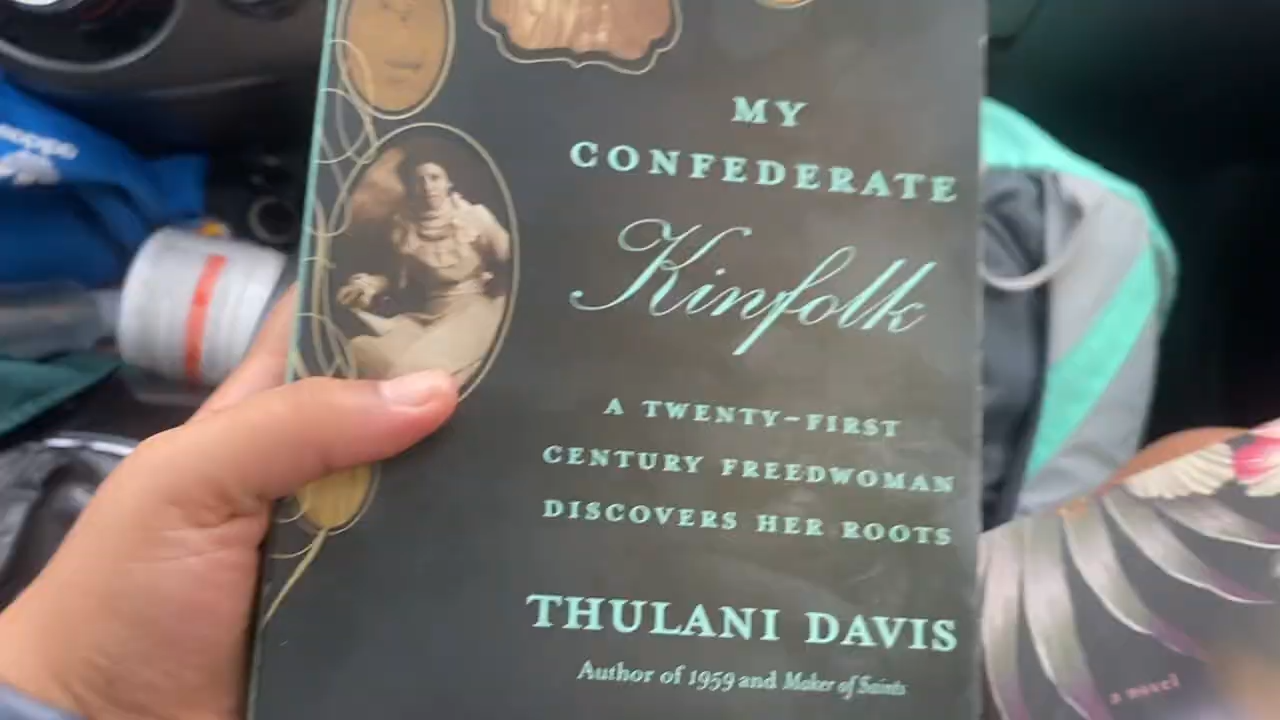 MY
CONFEDERATE
Kinfolk
A TWENTY-FIRST
CENTURY FREEDWOMAN
DISCOVERS HER ROOTS
THULANI DAVIS
Author of 1959 and Maker of Saints
a novel